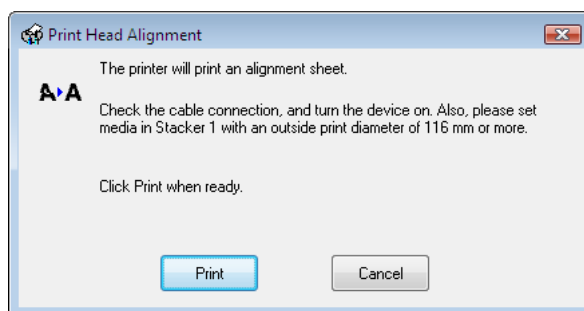 Print Head Alignment
The printer will print an alignment sheet.
A A
Check the cable connection, and turn the device on. Also, please set
media in Stacker 1 with an outside print diameter of 116 mm or more.
Click Print when ready.
Print
Cancel